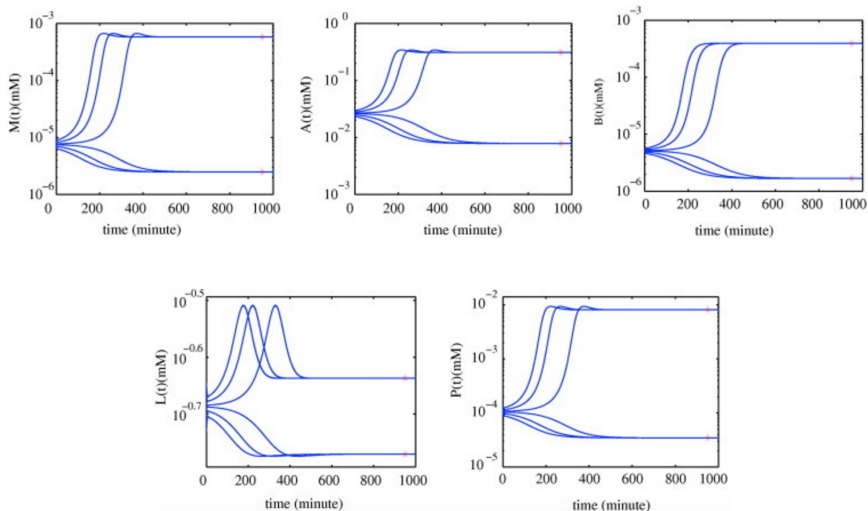 10⁻³ 10⁻⁴ 10⁻⁵ 10⁻⁶
M(t)(mM)
0 200 400 600 800 1000
time (minute)
10⁰ 10⁻¹ 10⁻² 10⁻³
A(t)(mM)
0 200 400 600 800 1000
time (minute)
10⁻³ 10⁻⁴ 10⁻⁵ 10⁻⁶
B(t)(mM)
0 200 400 600 800 1000
time (minute)
10⁻⁰·⁵ 10⁻⁰·⁶ 10⁻⁰·⁷
L(t)(mM)
0 200 400 600 800 1000
time (minute)
10⁻² 10⁻³ 10⁻⁴ 10⁻⁵
P(t)(mM)
0 200 400 600 800 1000
time (minute)